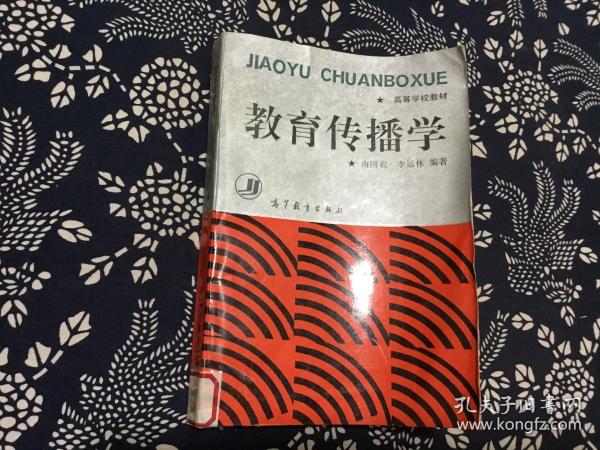 JIAOYU CHUANBOXUE
★ 高等学校教材
教育传播学
★ 南国农 李运林 编著
高等教育出版社
孔夫子旧书网
www.kongfz.com